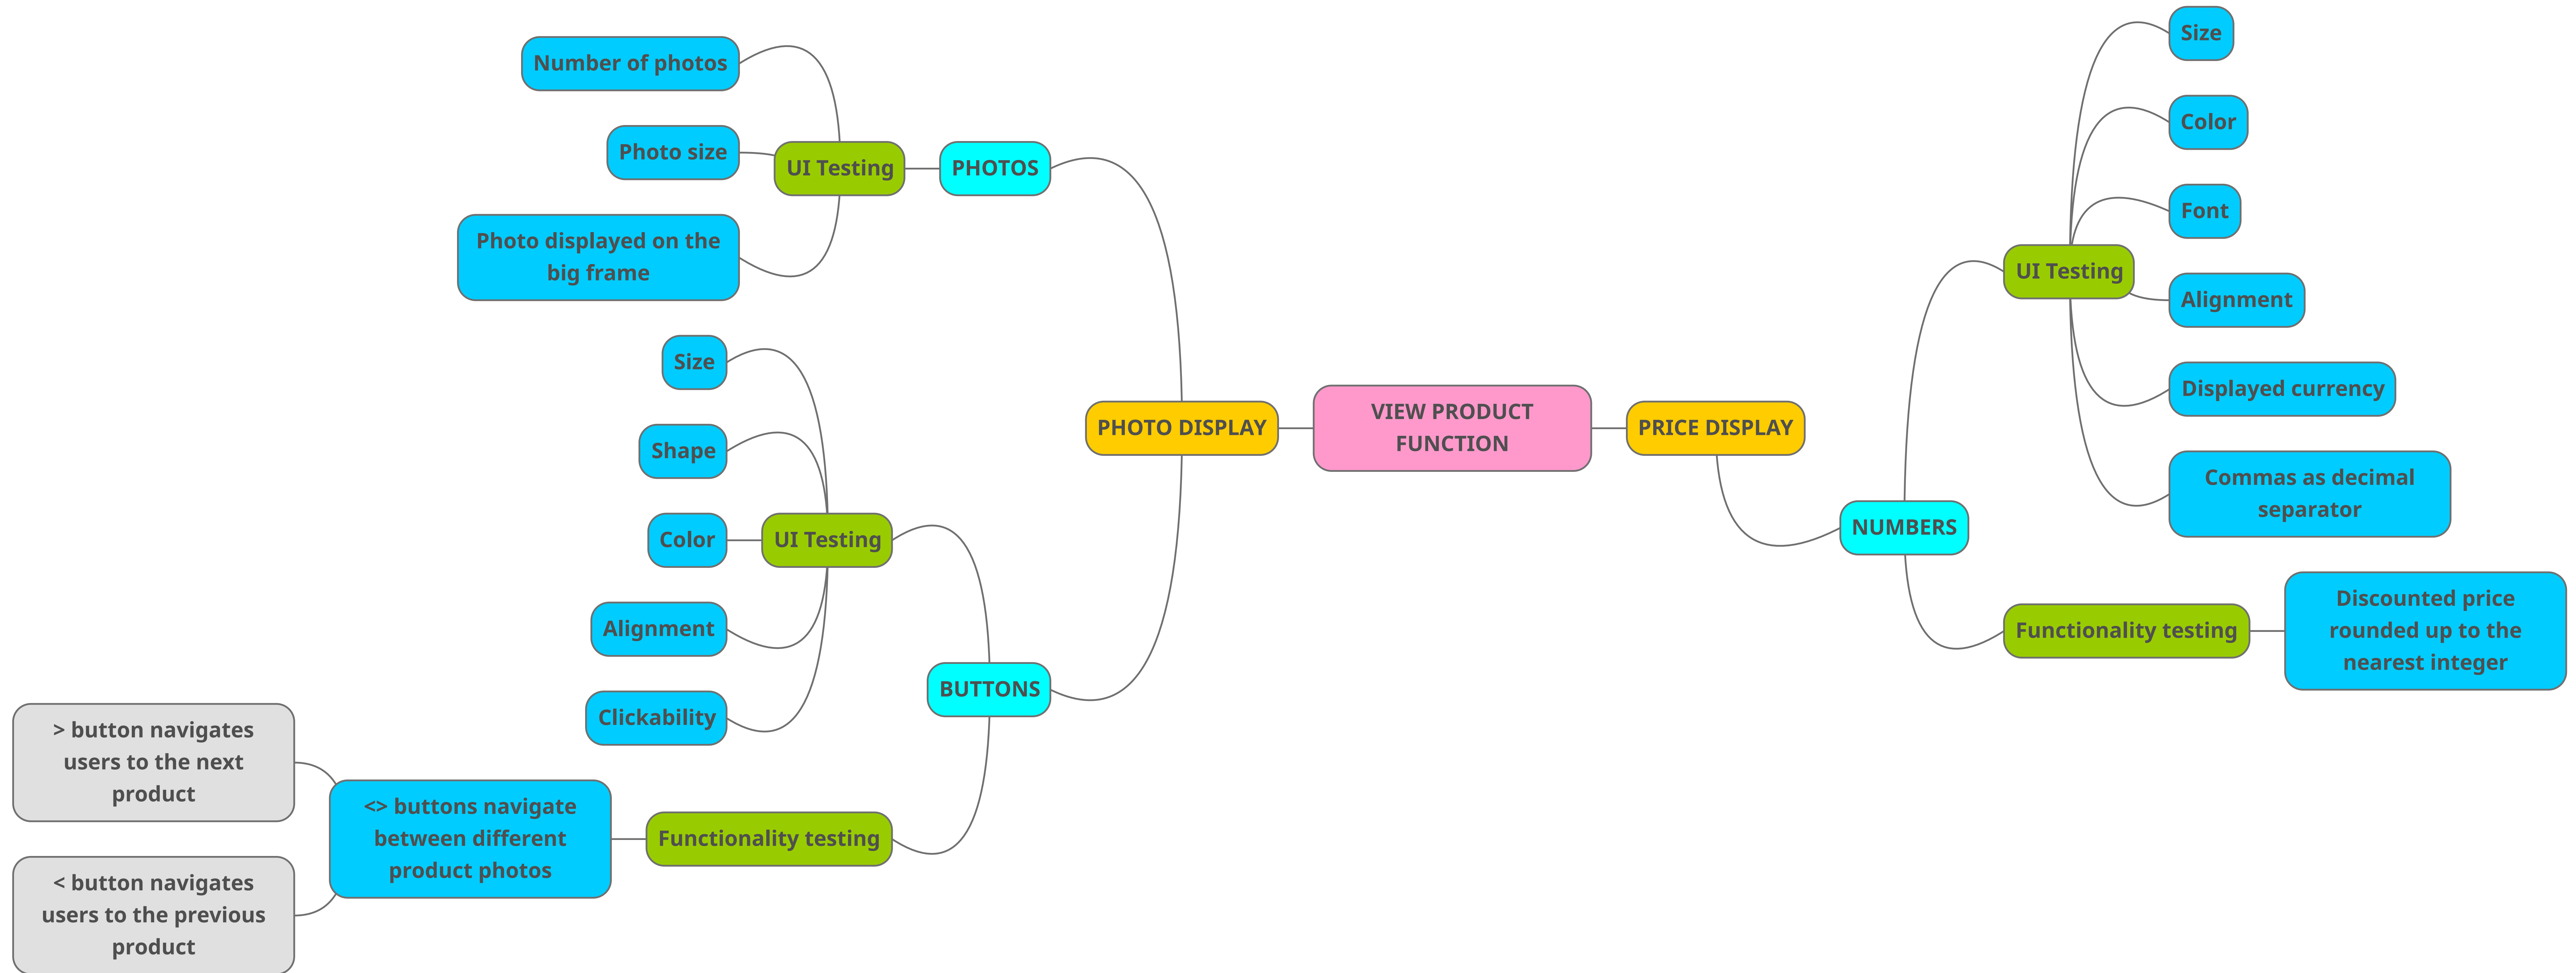 VIEW PRODUCT
FUNCTION
PHOTO DISPLAY
PHOTOS
UI Testing
Number of photos
Photo size
Photo displayed on the
big frame
BUTTONS
UI Testing
Size
Shape
Color
Alignment
Clickability
Functionality testing
<> buttons navigate
between different
product photos
> button navigates
users to the next
product
< button navigates
users to the previous
product
PRICE DISPLAY
NUMBERS
UI Testing
Size
Color
Font
Alignment
Displayed currency
Commas as decimal
separator
Functionality testing
Discounted price
rounded up to the
nearest integer